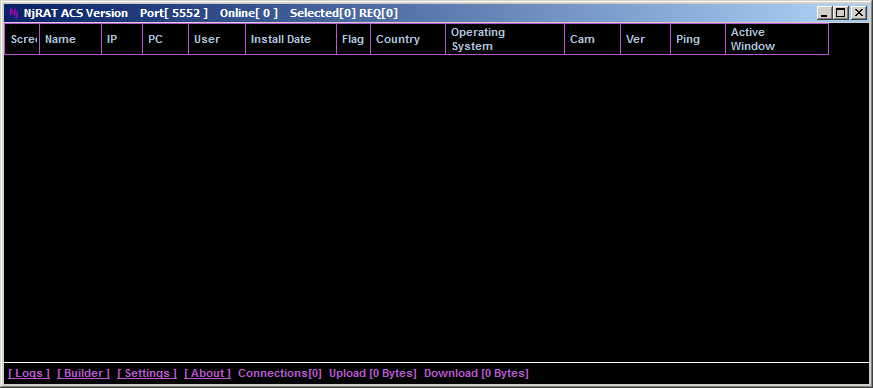 Nj NjRAT ACS Version Port[ 5552 ] Online[ 0 ] Selected[0] REQ[0]
Scree Name IP PC User Install Date Flag Country Operating System Cam Ver Ping Active Window
[ Logs ] [ Builder ] [ Settings ] [ About ] Connections[0] Upload [0 Bytes] Download [0 Bytes]